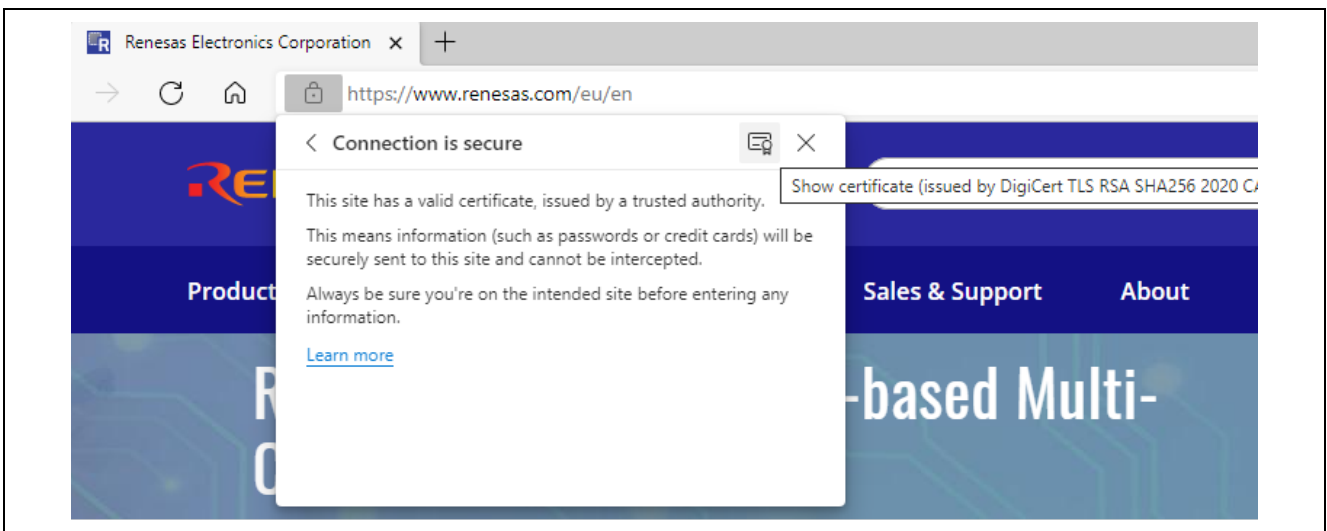 Renesas Electronics Corporation
https://www.renesas.com/eu/en
Connection is secure
Show certificate (issued by DigiCert TLS RSA SHA256 2020
This site has a valid certificate, issued by a trusted authority.
This means information (such as passwords or credit cards) will be
securely sent to this site and cannot be intercepted.
Always be sure you're on the intended site before entering any
information.
Learn more
Product
Sales & Support
About
-based Multi-